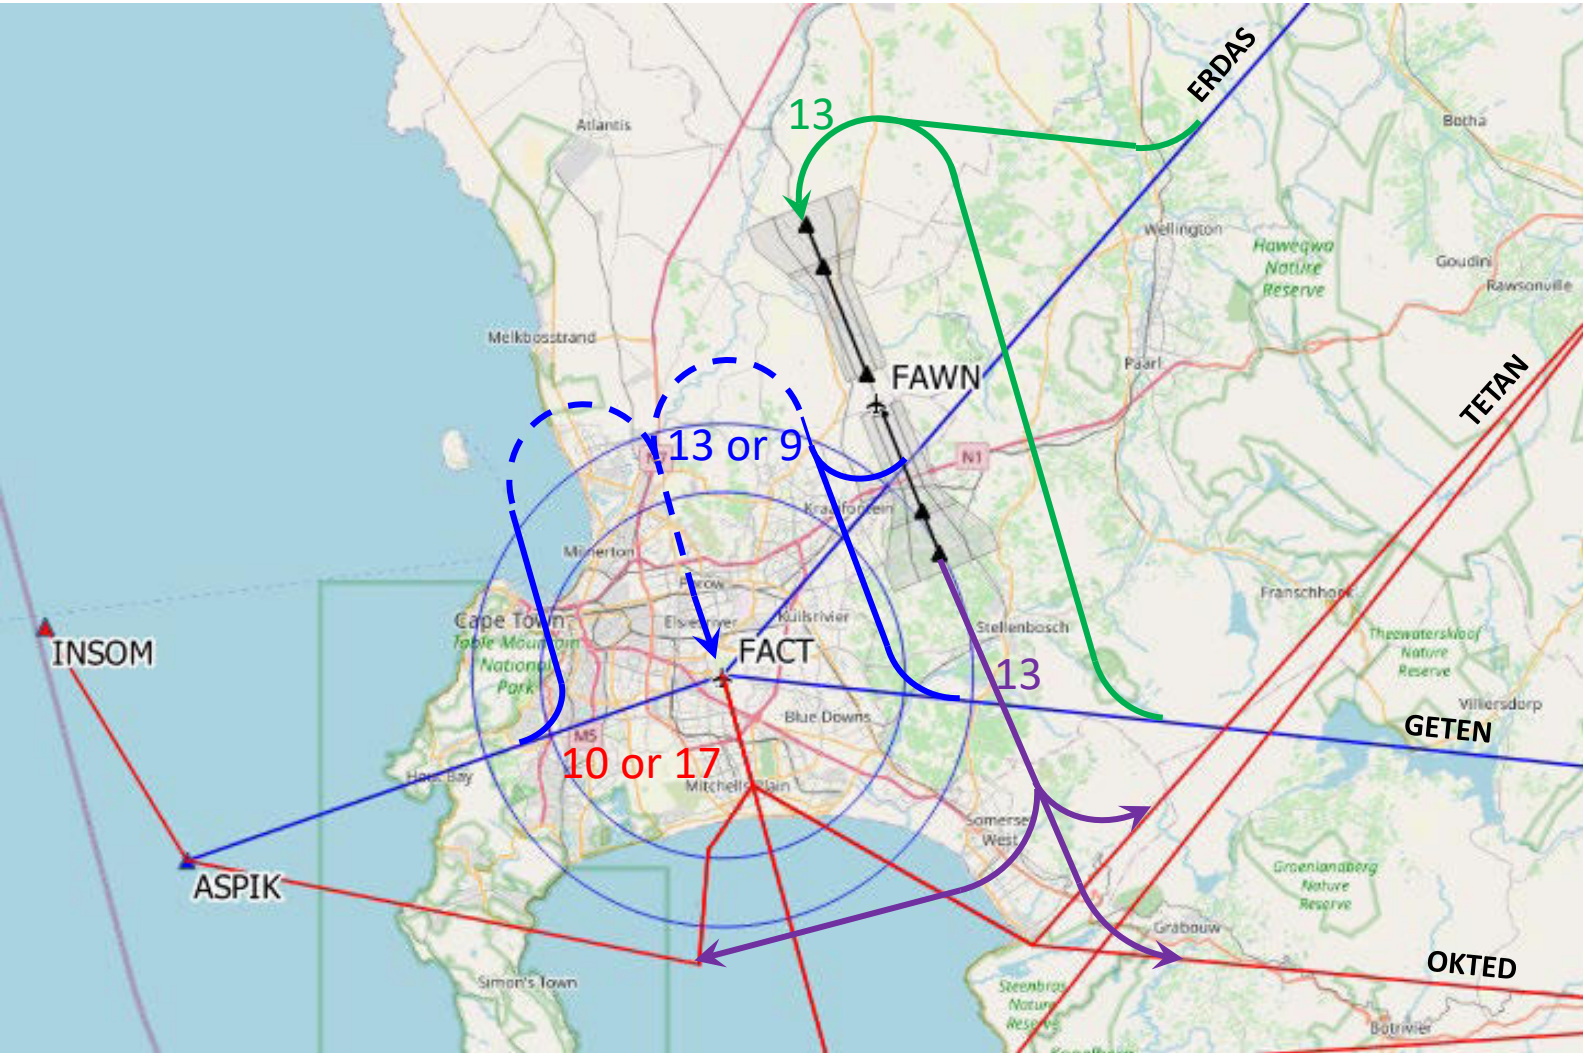 ERDAS
13
Atlantis
Botha
Wellington
Hawequa
Nature
Reserve
Goudini
Rawsonville
Melkbosstrand
Paarl
FAWN
TETAN
13 or 9
N1
Kraaifontein
Milnerton
Parow
Franschhoek
Cape Town
Elsies River
Kuilsrivier
Stellenbosch
Table Mountain
National
Park
Theewaterskloof
Nature
Reserve
INSOM
FACT
13
Villiersdorp
Blue Downs
GETEN
M5
10 or 17
Hout Bay
Mitchells Plain
Somerset
West
ASPIK
Groenlandberg
Nature
Reserve
Grabouw
OKTED
Simon's Town
Steenbras
Nature
Reserve
Botrivier
Kogelberg